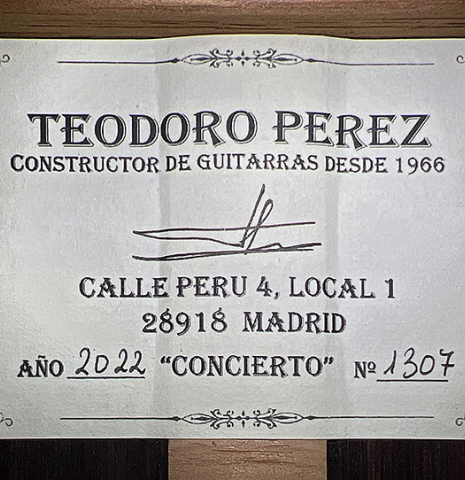 TEODORO PEREZ
CONSTRUCTOR DE GUITARRAS DESDE 1966
CALLE PERU 4, LOCAL 1
28918 MADRID
AÑO 2022 "CONCIERTO" Nº 1307